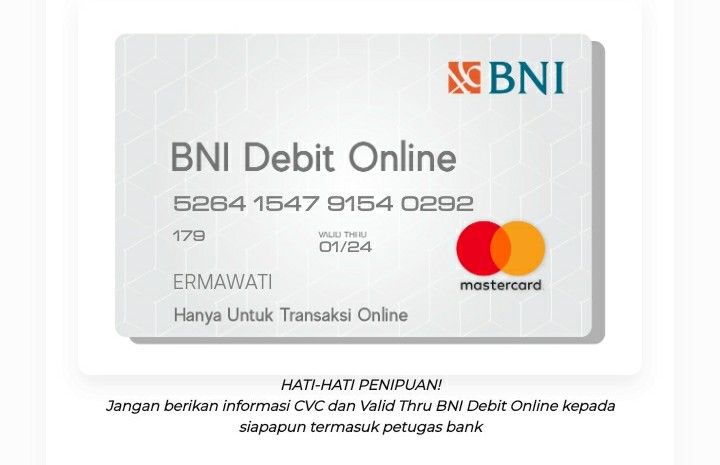 BNI
BNI Debit Online
5264 1547 9154 0292
179
VALID THRU
01/24
ERMAWATI
mastercard
Hanya Untuk Transaksi Online
HATI-HATI PENIPUAN!
Jangan berikan informasi CVC dan Valid Thru BNI Debit Online kepada
siapapun termasuk petugas bank